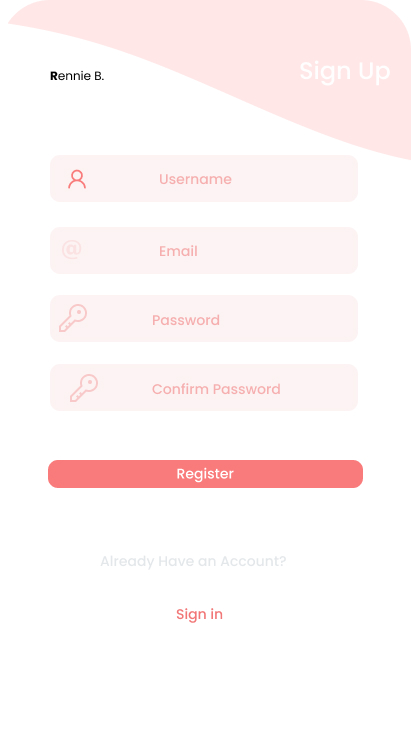 Sign Up
Rennie B.
Username
@ Email
Password
Confirm Password
Register
Already Have an Account?
Sign in